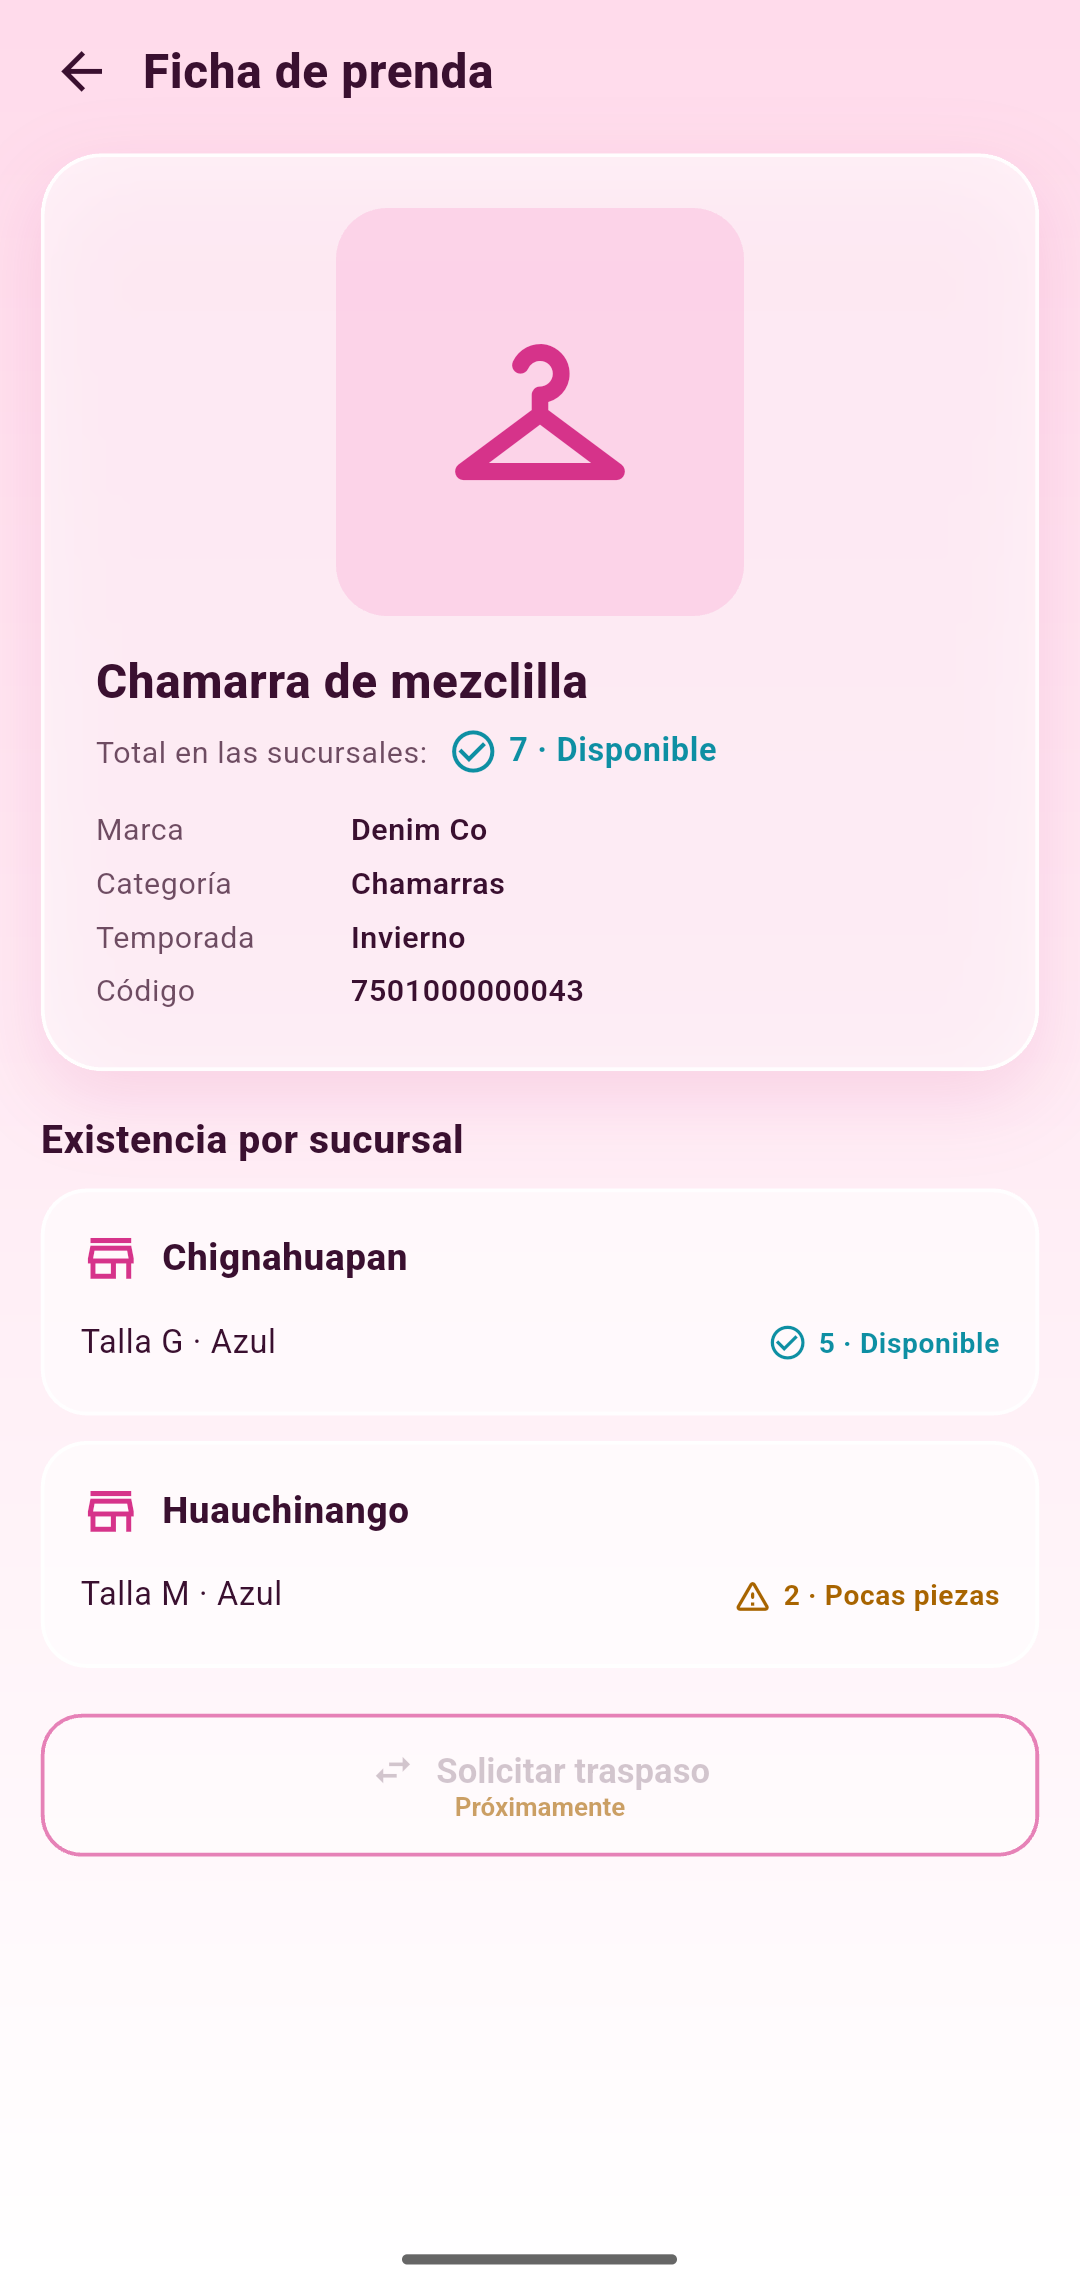 Ficha de prenda
Chamarra de mezclilla
Total en las sucursales: 7 · Disponible
Marca Denim Co
Categoría Chamarras
Temporada Invierno
Código 7501000000043
Existencia por sucursal
Chignahuapan
Talla G · Azul 5 · Disponible
Huauchinango
Talla M · Azul 2 · Pocas piezas
Solicitar traspaso
Próximamente